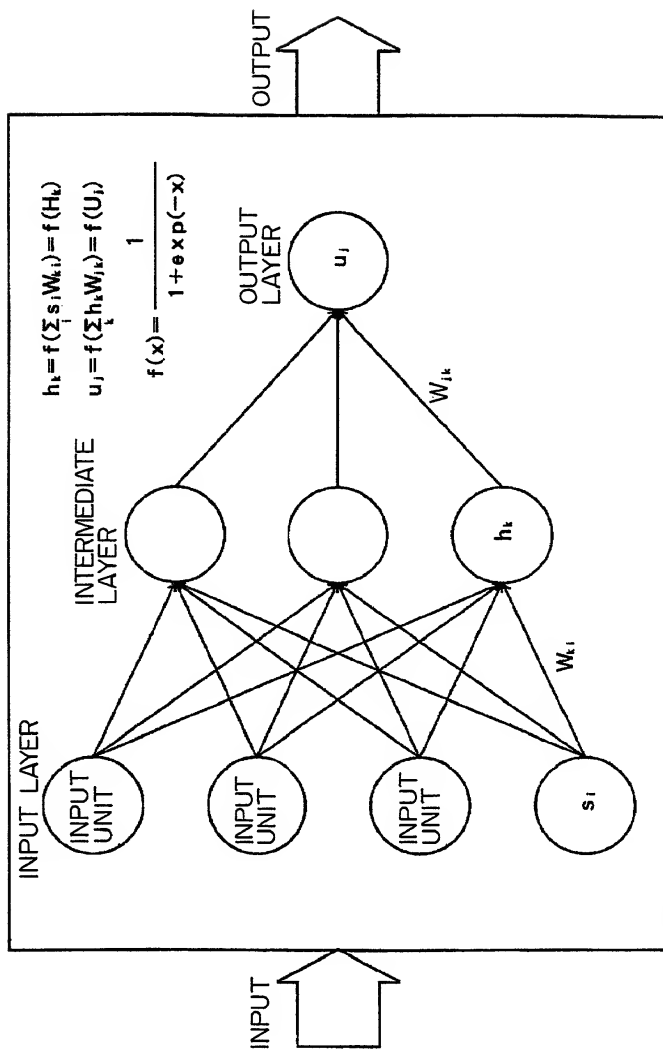 INPUT
OUTPUT
INPUT LAYER
INTERMEDIATE
LAYER
OUTPUT
LAYER
hₖ=f(Σᵢ sᵢWₖᵢ)=f(Hₖ)
uⱼ=f(Σₖ hₖWⱼₖ)=f(Uⱼ)
f(x)=
1
1+exp(-x)
INPUT
UNIT
INPUT
UNIT
INPUT
UNIT
sᵢ
Wₖᵢ
hₖ
Wⱼₖ
uⱼ